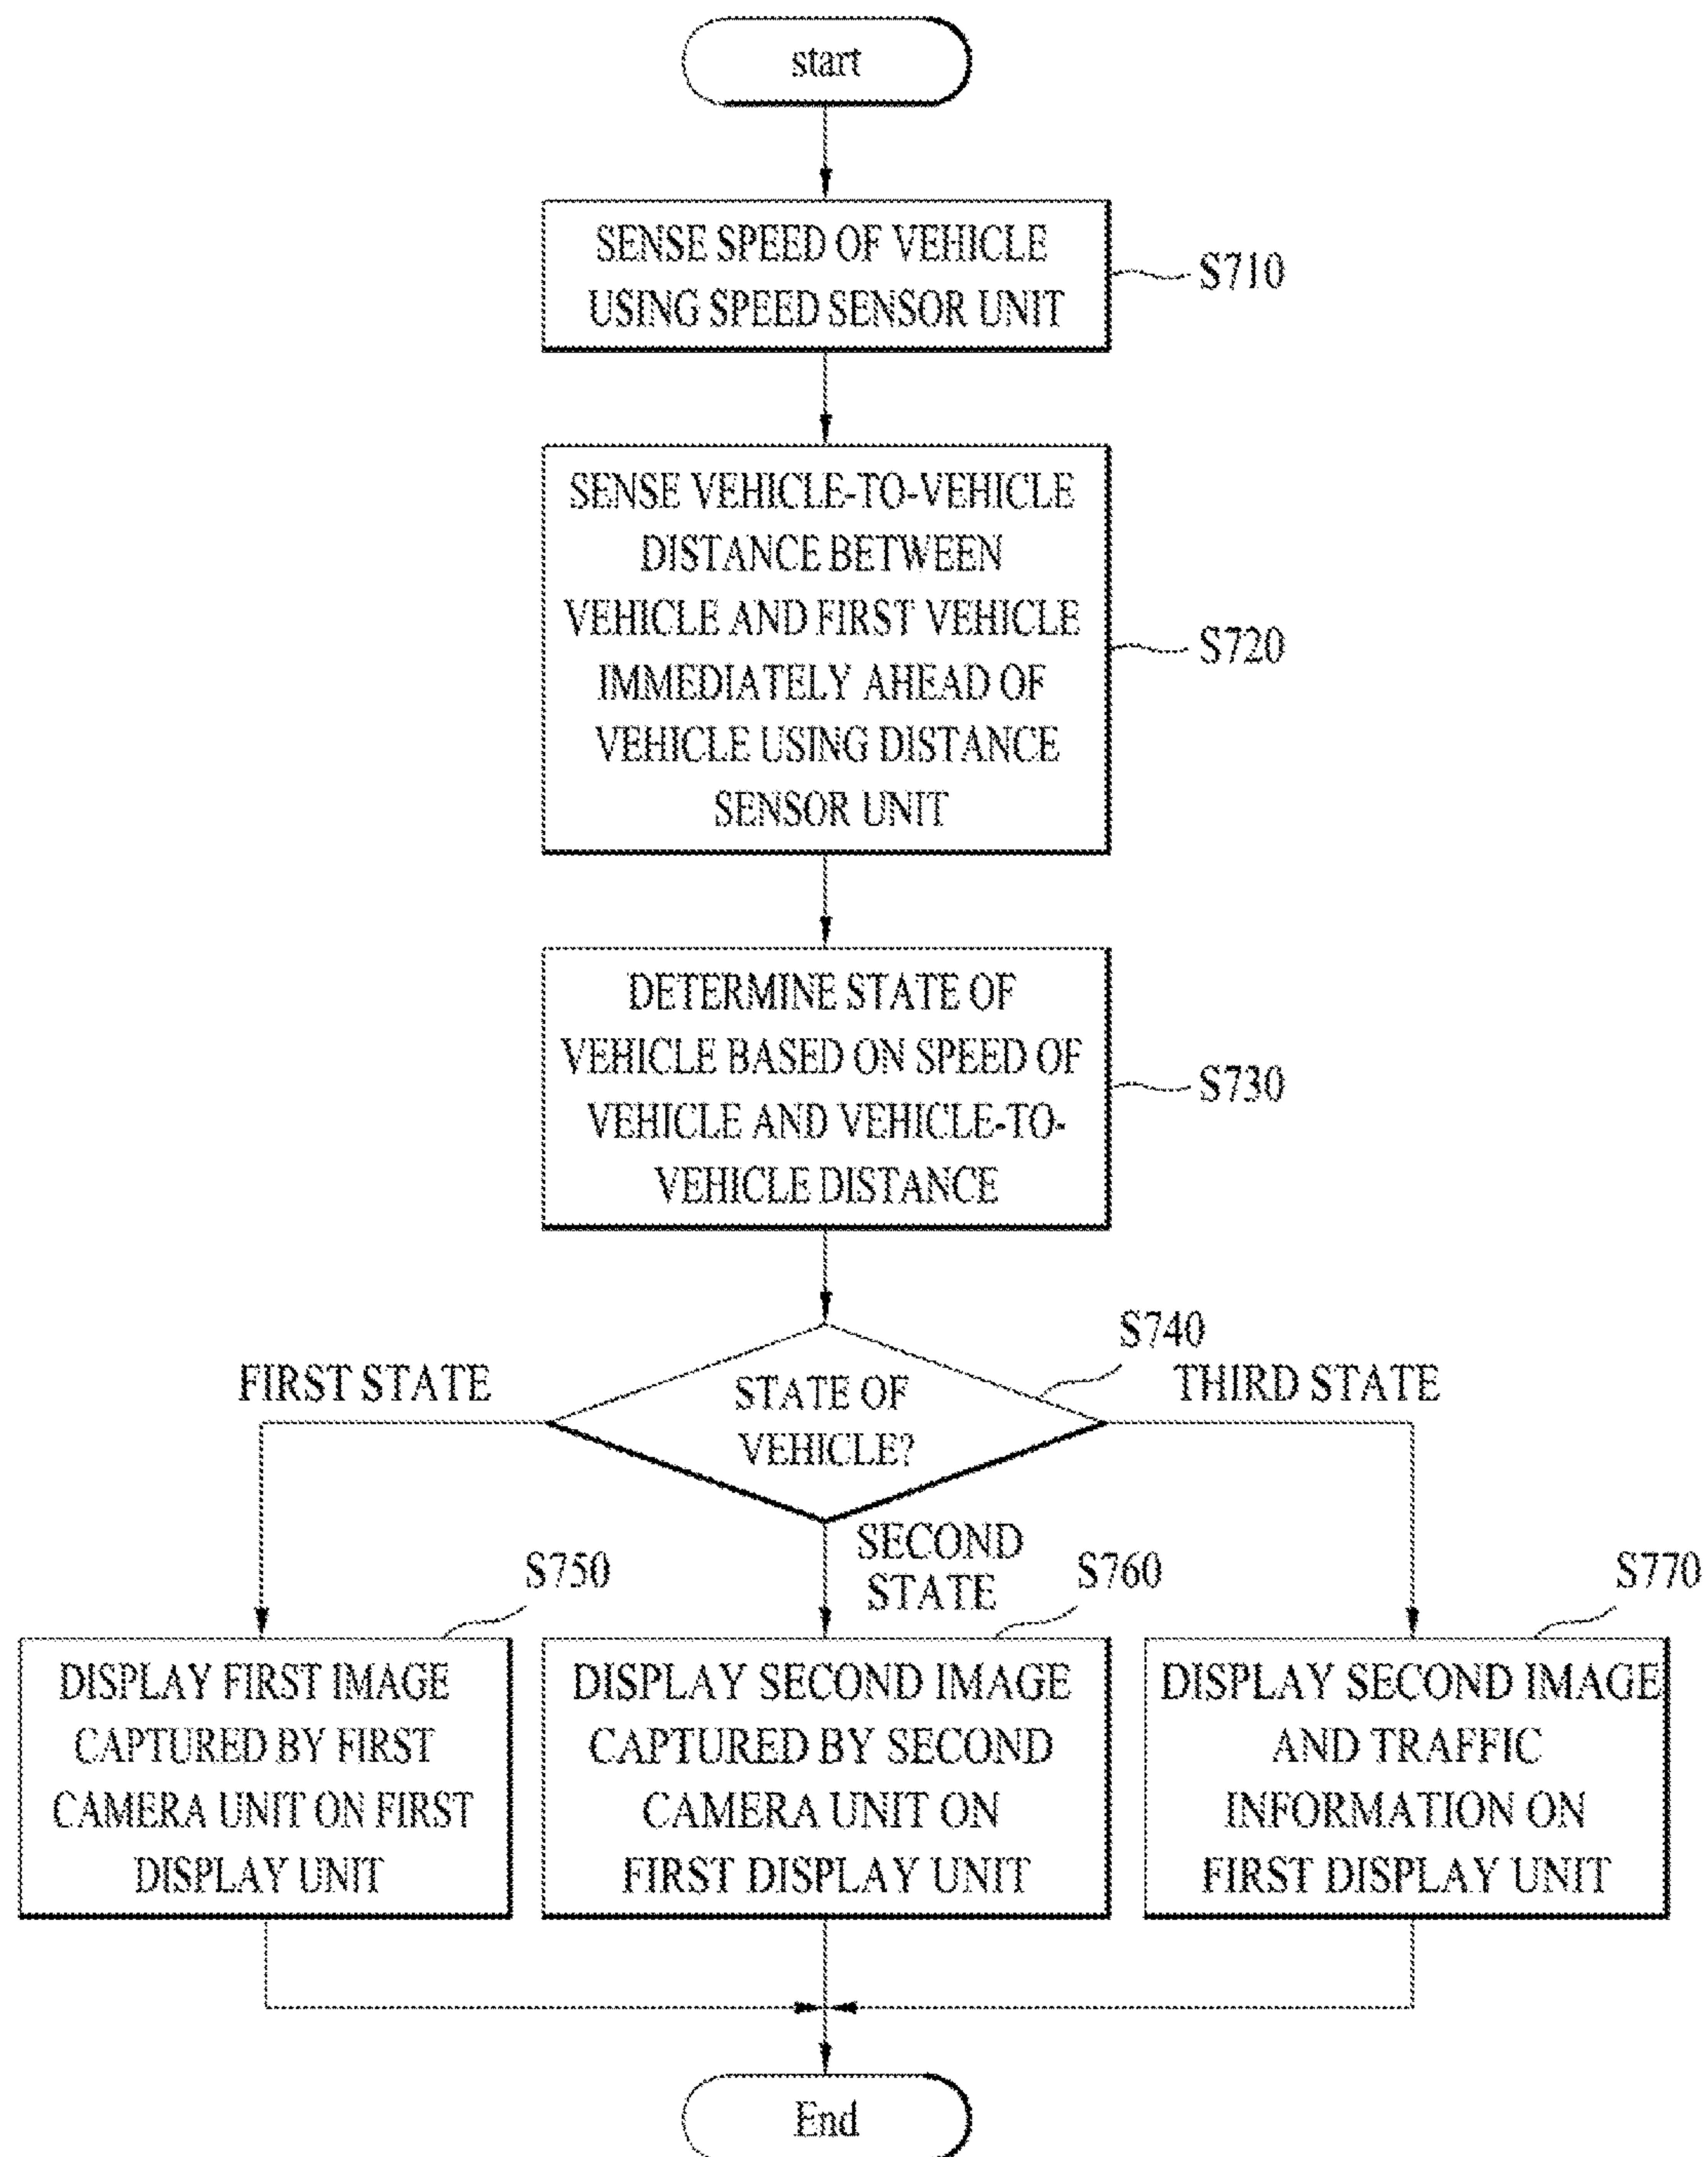 start
SENSE SPEED OF VEHICLE
USING SPEED SENSOR UNIT
S710
SENSE VEHICLE-TO-VEHICLE
DISTANCE BETWEEN
VEHICLE AND FIRST VEHICLE
IMMEDIATELY AHEAD OF
VEHICLE USING DISTANCE
SENSOR UNIT
S720
DETERMINE STATE OF
VEHICLE BASED ON SPEED OF
VEHICLE AND VEHICLE-TO-
VEHICLE DISTANCE
S730
S740
STATE OF
VEHICLE?
FIRST STATE
SECOND
STATE
THIRD STATE
S750
DISPLAY FIRST IMAGE
CAPTURED BY FIRST
CAMERA UNIT ON FIRST
DISPLAY UNIT
S760
DISPLAY SECOND IMAGE
CAPTURED BY SECOND
CAMERA UNIT ON
FIRST DISPLAY UNIT
S770
DISPLAY SECOND IMAGE
AND TRAFFIC
INFORMATION ON
FIRST DISPLAY UNIT
End